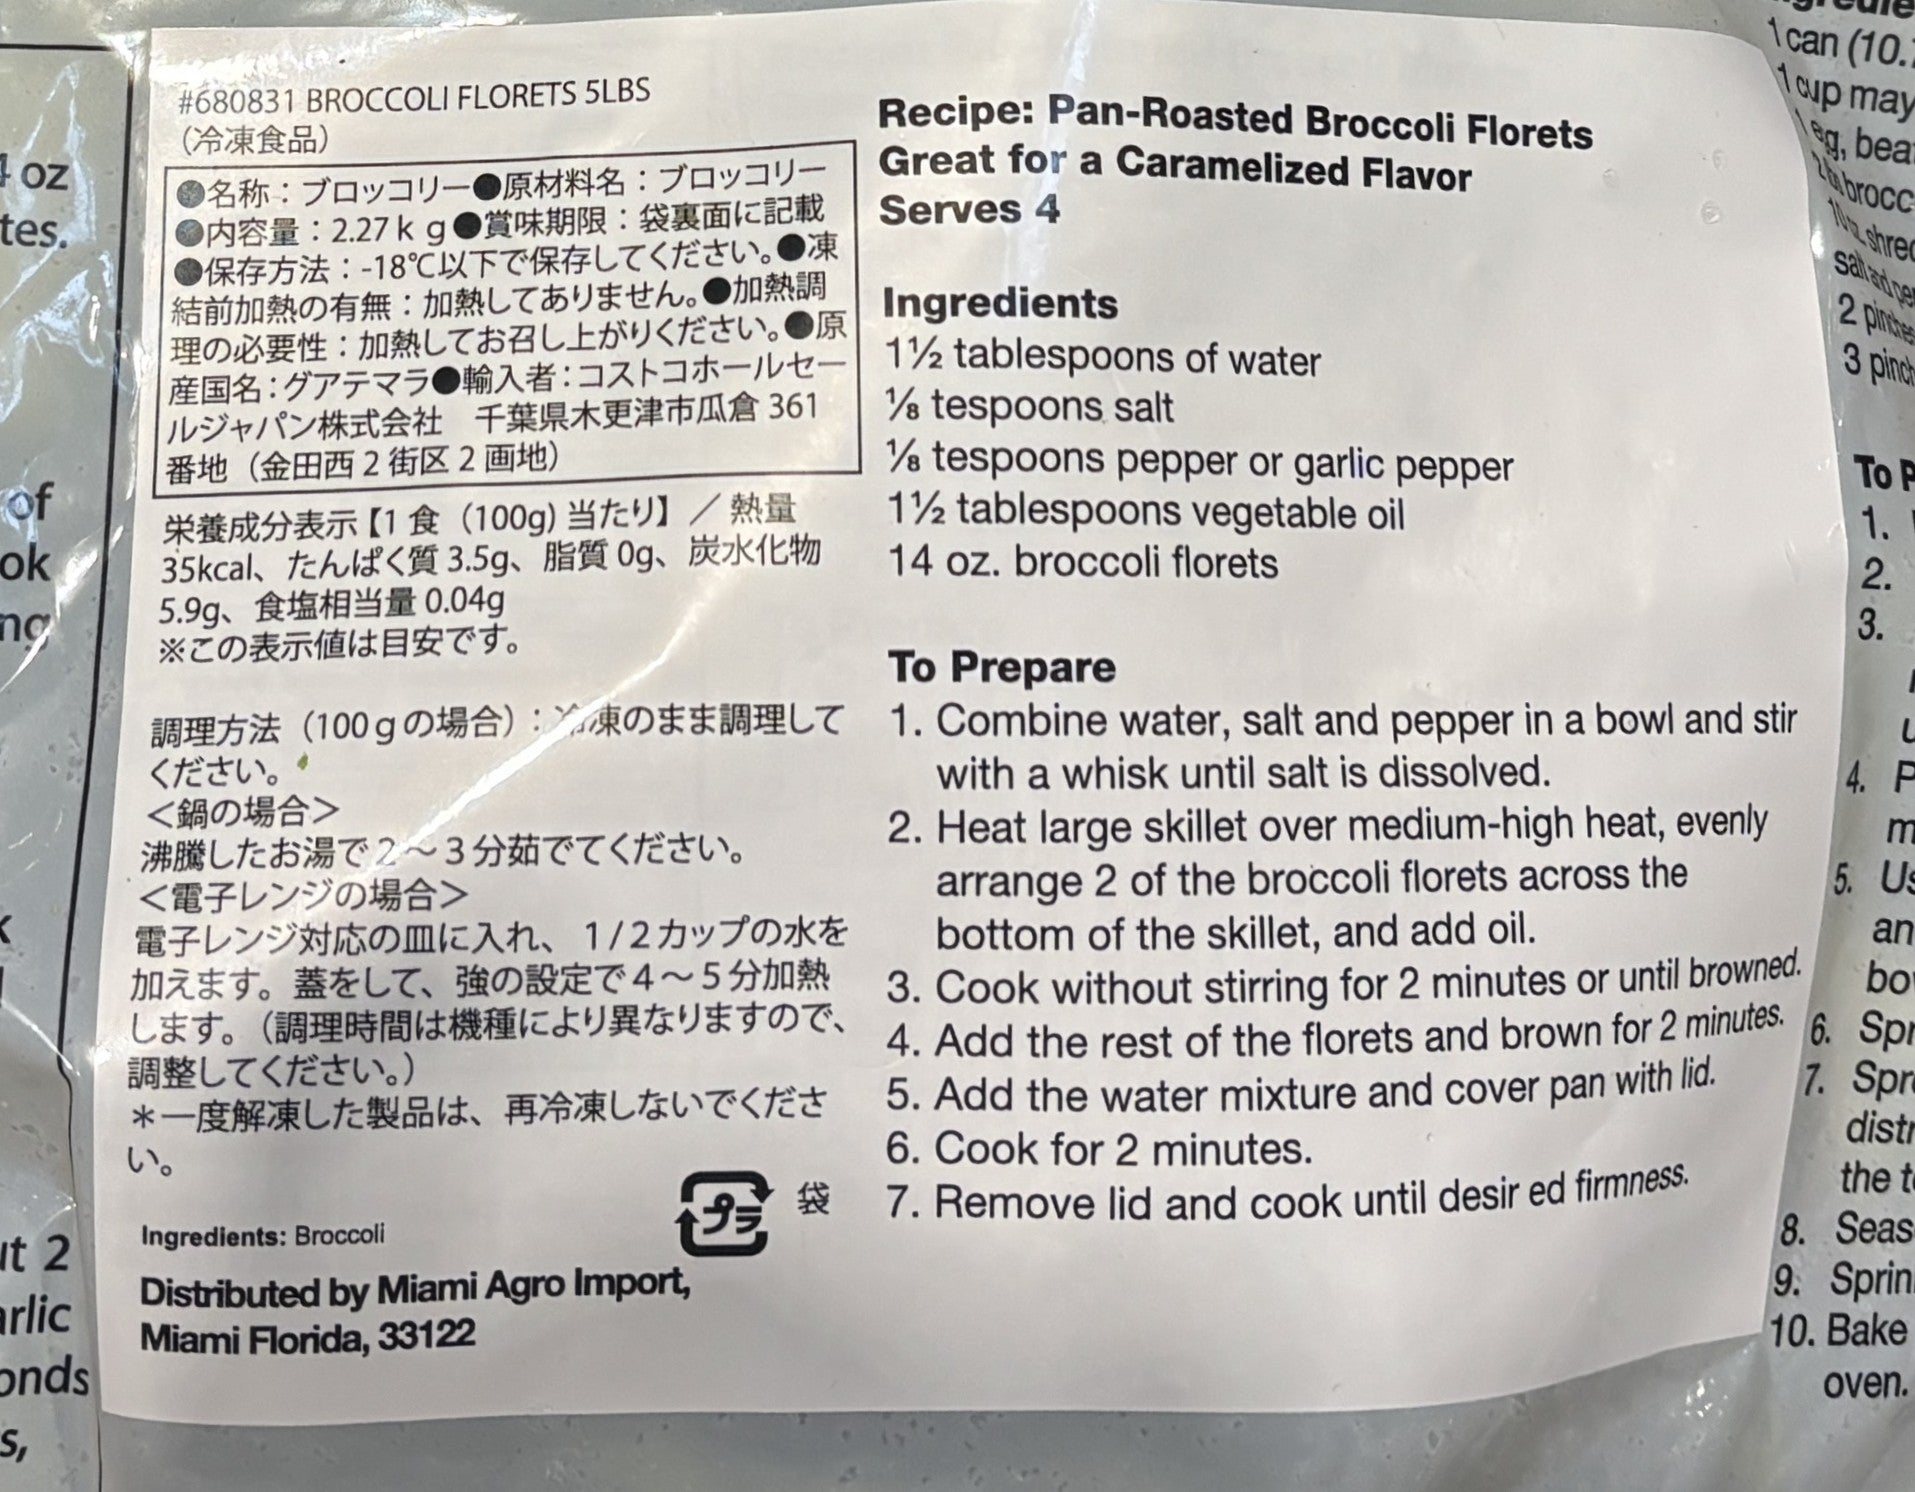 4 oz
tes.
of
ok
ng
k
ut 2
arlic
onds
s,
#680831 BROCCOLI FLORETS 5LBS
（冷凍食品）
●名称：ブロッコリー●原材料名：ブロッコリー
●内容量：2.27ｋｇ●賞味期限：袋裏面に記載
●保存方法：-18℃以下で保存してください。●凍
結前加熱の有無：加熱してありません。●加熱調
理の必要性：加熱してお召し上がりください。●原
産国名：グアテマラ●輸入者：コストコホールセー
ルジャパン株式会社　千葉県木更津市瓜倉 361
番地（金田西２街区２画地）
栄養成分表示【1 食（100g) 当たり】／熱量
35kcal、たんぱく質 3.5g、脂質 0g、炭水化物
5.9g、食塩相当量 0.04g
※この表示値は目安です。
調理方法（100ｇの場合）：冷凍のまま調理して
ください。
＜鍋の場合＞
沸騰したお湯で２～３分茹でてください。
＜電子レンジの場合＞
電子レンジ対応の皿に入れ、１/２カップの水を
加えます。蓋をして、強の設定で４～５分加熱
します。（調理時間は機種により異なりますので、
調整してください。）
＊一度解凍した製品は、再冷凍しないでくださ
い。
プラ 袋
Ingredients: Broccoli
Distributed by Miami Agro Import,
Miami Florida, 33122
Recipe: Pan-Roasted Broccoli Florets
Great for a Caramelized Flavor
Serves 4
Ingredients
1½ tablespoons of water
⅛ tespoons salt
⅛ tespoons pepper or garlic pepper
1½ tablespoons vegetable oil
14 oz. broccoli florets
To Prepare
1. Combine water, salt and pepper in a bowl and stir
with a whisk until salt is dissolved.
2. Heat large skillet over medium-high heat, evenly
arrange 2 of the broccoli florets across the
bottom of the skillet, and add oil.
3. Cook without stirring for 2 minutes or until browned.
4. Add the rest of the florets and brown for 2 minutes.
5. Add the water mixture and cover pan with lid.
6. Cook for 2 minutes.
7. Remove lid and cook until desir ed firmness.
1 can (10.
1 cup may
1 eg, bea
brocc
shred
2 pinches
3 pinch
To P
1.
2.
3.
4. P
m
5. Us
an
bo
6. Spr
7. Spre
distr
the t
8. Seas
9. Sprin
10. Bake
oven.